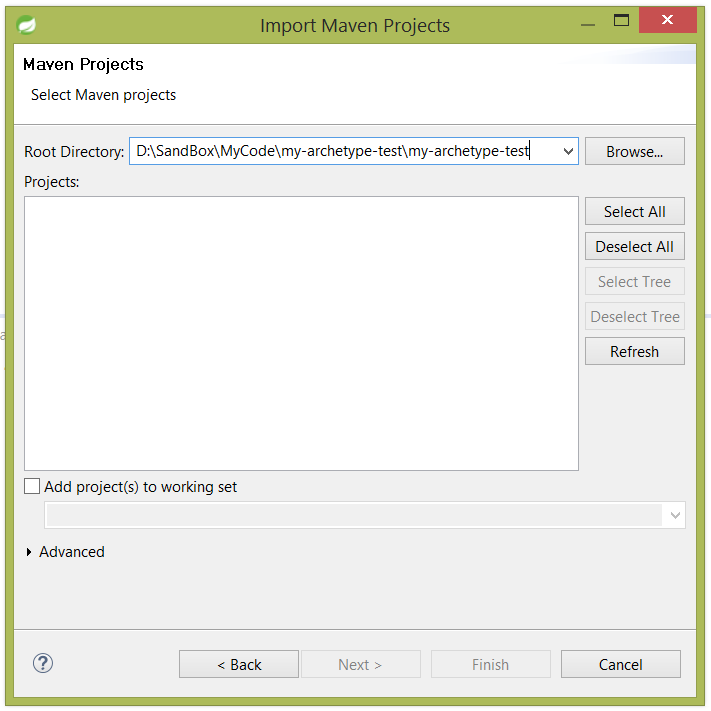 Import Maven Projects
Maven Projects
Select Maven projects
Root Directory: D:\SandBox\MyCode\my-archetype-test\my-archetype-test Browse...
Projects:
Select All
Deselect All
Select Tree
Deselect Tree
Refresh
Add project(s) to working set
Advanced
? < Back Next > Finish Cancel